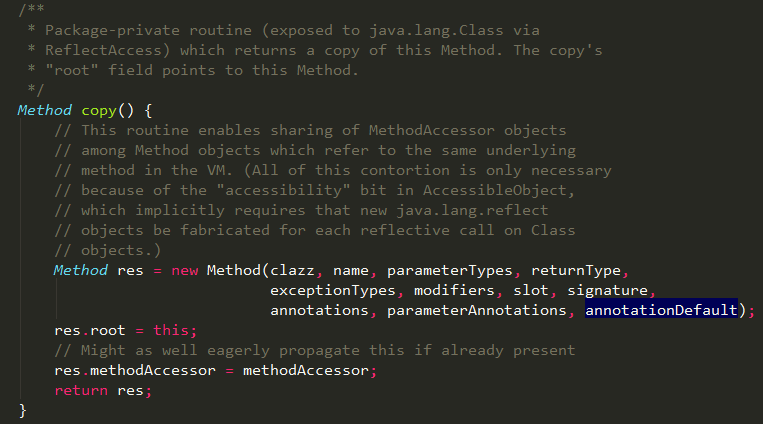 /**
 * Package-private routine (exposed to java.lang.Class via
 * ReflectAccess) which returns a copy of this Method. The copy's
 * "root" field points to this Method.
 */
Method copy() {
    // This routine enables sharing of MethodAccessor objects
    // among Method objects which refer to the same underlying
    // method in the VM. (All of this contortion is only necessary
    // because of the "accessibility" bit in AccessibleObject,
    // which implicitly requires that new java.lang.reflect
    // objects be fabricated for each reflective call on Class
    // objects.)
    Method res = new Method(clazz, name, parameterTypes, returnType,
                            exceptionTypes, modifiers, slot, signature,
                            annotations, parameterAnnotations, annotationDefault);
    res.root = this;
    // Might as well eagerly propagate this if already present
    res.methodAccessor = methodAccessor;
    return res;
}